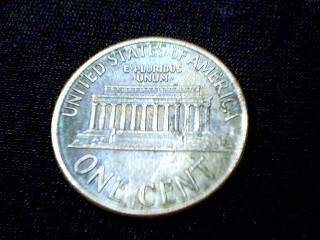 UNITED STATES OF AMERICA
E·PLURIBUS
UNUM
ONE CENT